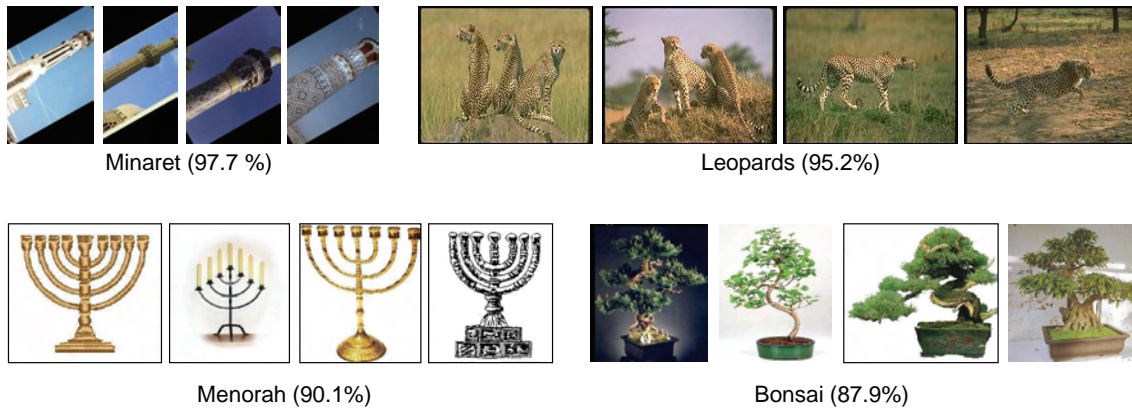 Minaret (97.7 %)
Leopards (95.2%)
Menorah (90.1%)
Bonsai (87.9%)